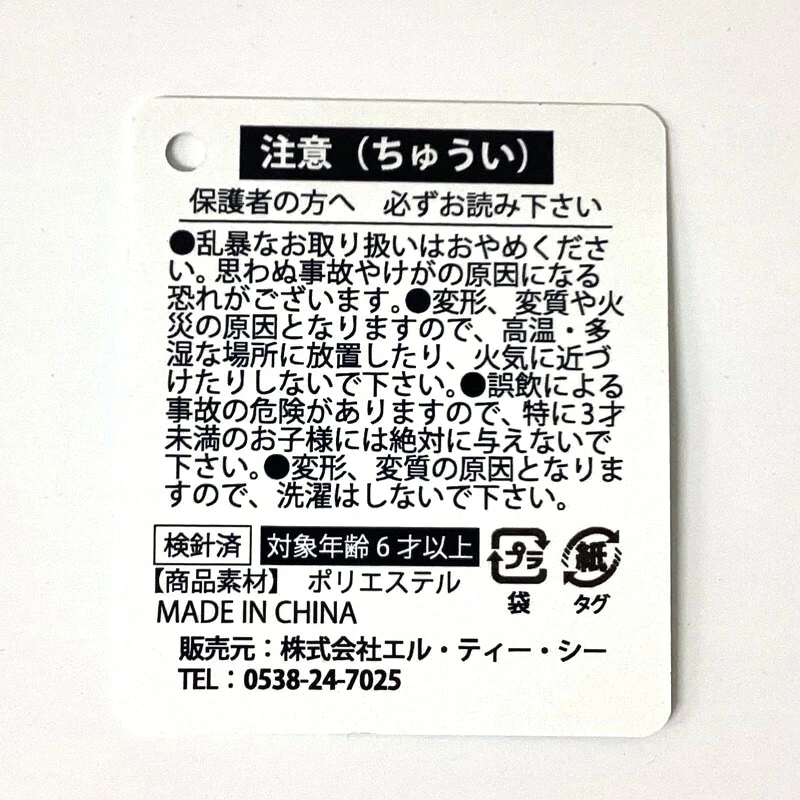 注意（ちゅうい）
保護者の方へ　必ずお読み下さい
●乱暴なお取り扱いはおやめくださ
い。思わぬ事故やけがの原因になる
恐れがございます。●変形、変質や火
災の原因となりますので、高温・多
湿な場所に放置したり、火気に近づ
けたりしないで下さい。●誤飲による
事故の危険がありますので、特に3才
未満のお子様には絶対に与えないで
下さい。●変形、変質の原因となりま
すので、洗濯はしないで下さい。
検針済 対象年齢6才以上 プラ 紙
袋 タグ
【商品素材】　ポリエステル
MADE IN CHINA
販売元：株式会社エル・ティー・シー
TEL：0538-24-7025